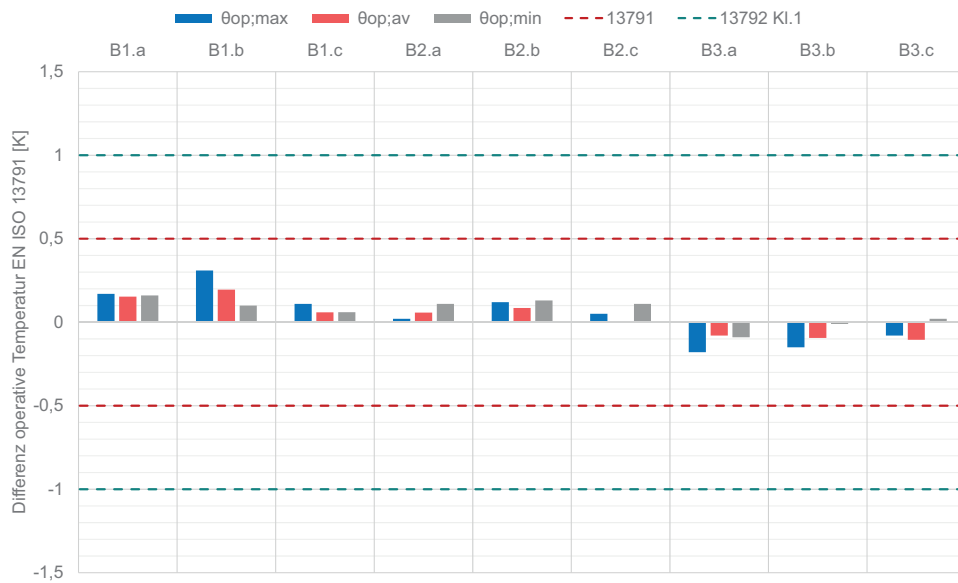 θop;max θop;av θop;min 13791 13792 Kl.1
B1.a B1.b B1.c B2.a B2.b B2.c B3.a B3.b B3.c
Differenz operative Temperatur EN ISO 13791 [K]
1,5
1
0,5
0
-0,5
-1
-1,5